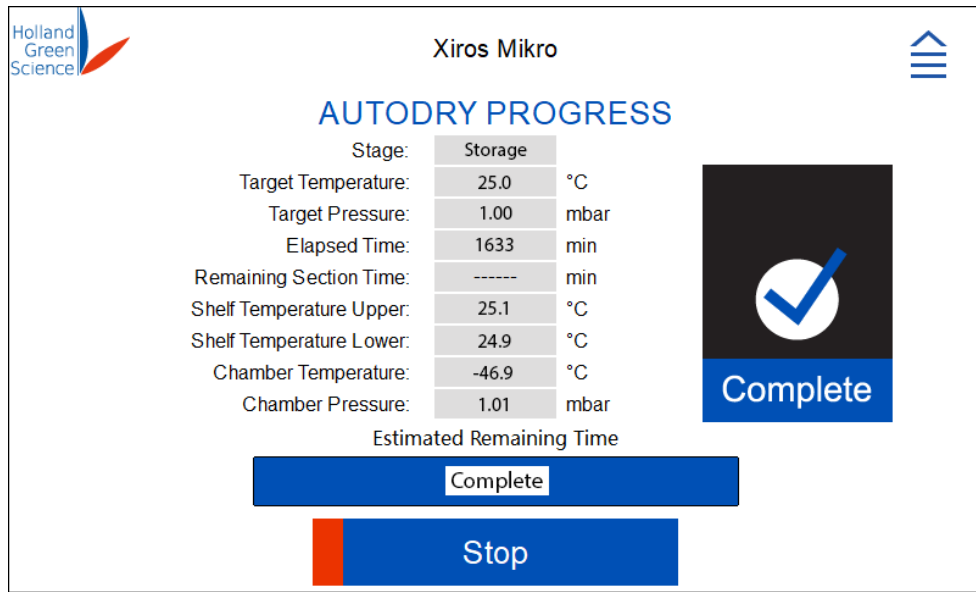 Holland
Green
Science
Xiros Mikro
AUTODRY PROGRESS
Stage: Storage
Target Temperature: 25.0 °C
Target Pressure: 1.00 mbar
Elapsed Time: 1633 min
Remaining Section Time: ------ min
Shelf Temperature Upper: 25.1 °C
Shelf Temperature Lower: 24.9 °C
Chamber Temperature: -46.9 °C
Chamber Pressure: 1.01 mbar
Complete
Estimated Remaining Time
Complete
Stop